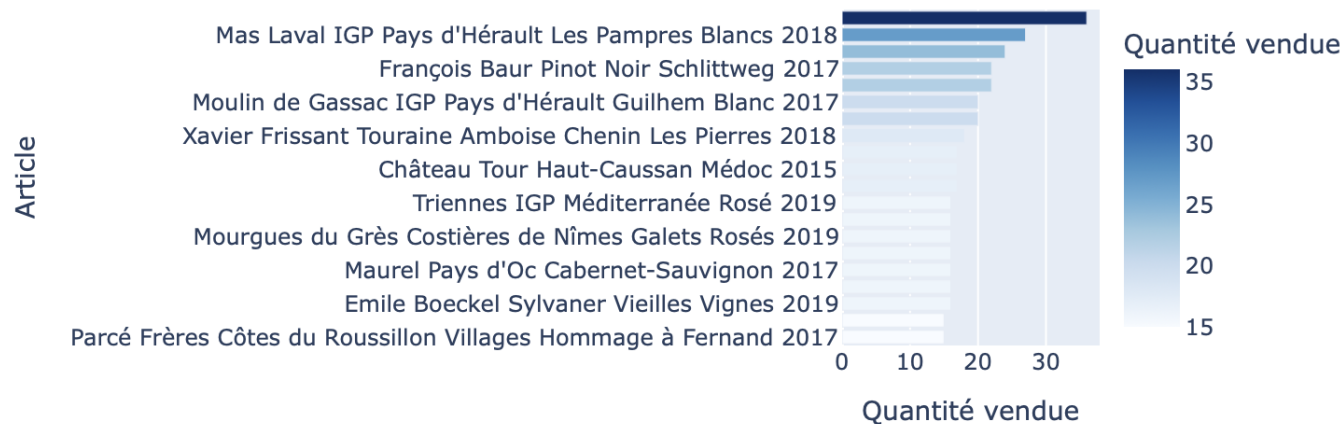 Article
Mas Laval IGP Pays d'Hérault Les Pampres Blancs 2018
François Baur Pinot Noir Schlittweg 2017
Moulin de Gassac IGP Pays d'Hérault Guilhem Blanc 2017
Xavier Frissant Touraine Amboise Chenin Les Pierres 2018
Château Tour Haut-Caussan Médoc 2015
Triennes IGP Méditerranée Rosé 2019
Mourgues du Grès Costières de Nîmes Galets Rosés 2019
Maurel Pays d'Oc Cabernet-Sauvignon 2017
Emile Boeckel Sylvaner Vieilles Vignes 2019
Parcé Frères Côtes du Roussillon Villages Hommage à Fernand 2017
0 10 20 30
Quantité vendue
Quantité vendue
35
30
25
20
15